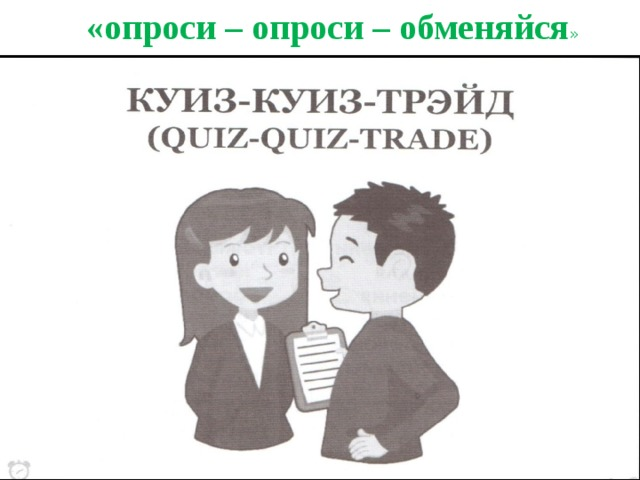 «опроси – опроси – обменяйся»
КУИЗ-КУИЗ-ТРЭЙД
(QUIZ-QUIZ-TRADE)